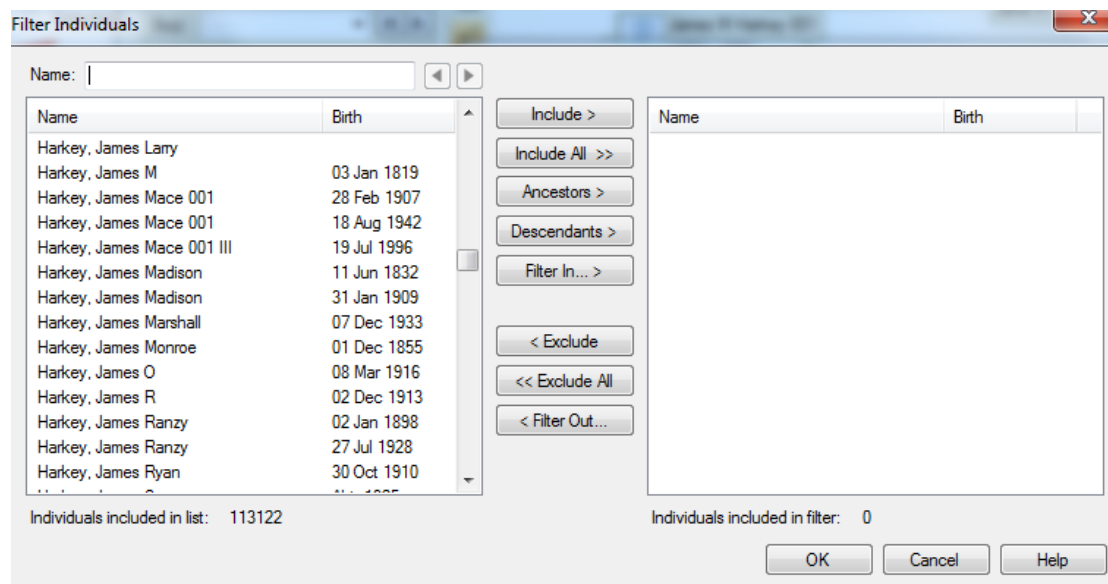 Filter Individuals
Name:
Name Birth
Harkey, James Larry
Harkey, James M 03 Jan 1819
Harkey, James Mace 001 28 Feb 1907
Harkey, James Mace 001 18 Aug 1942
Harkey, James Mace 001 III 19 Jul 1996
Harkey, James Madison 11 Jun 1832
Harkey, James Madison 31 Jan 1909
Harkey, James Marshall 07 Dec 1933
Harkey, James Monroe 01 Dec 1855
Harkey, James O 08 Mar 1916
Harkey, James R 02 Dec 1913
Harkey, James Ranzy 02 Jan 1898
Harkey, James Ranzy 27 Jul 1928
Harkey, James Ryan 30 Oct 1910
Individuals included in list: 113122
Include >
Include All >>
Ancestors >
Descendants >
Filter In... >
< Exclude
<< Exclude All
< Filter Out...
Name Birth
Individuals included in filter: 0
OK Cancel Help